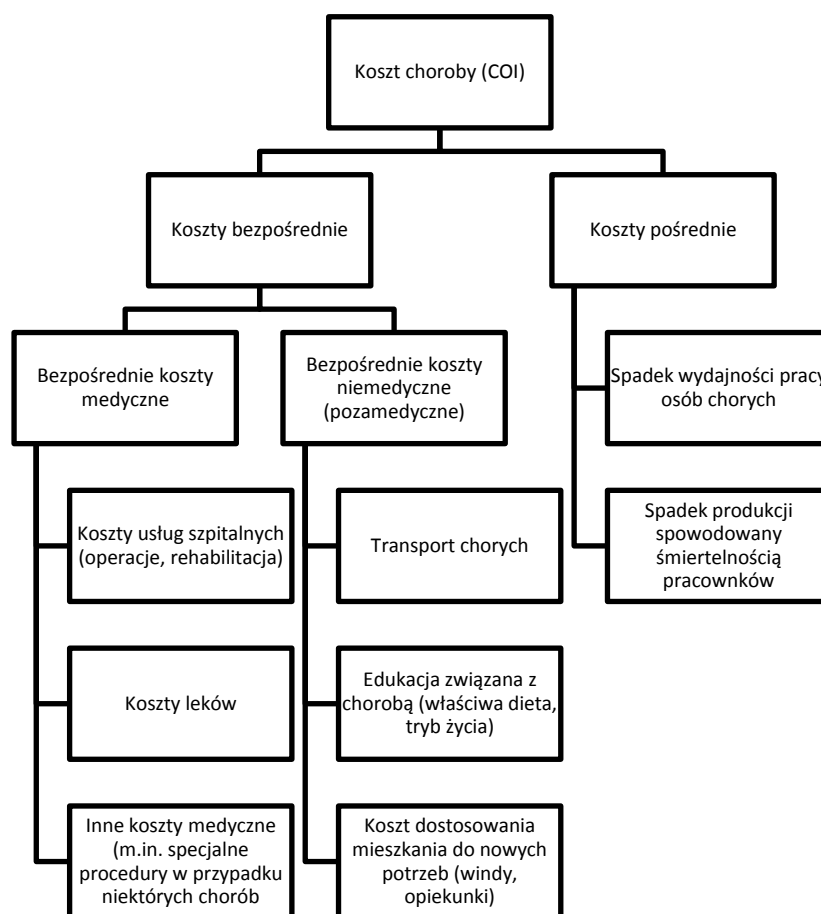 Koszt choroby (COI)
Koszty bezpośrednie
Koszty pośrednie
Bezpośrednie koszty
medyczne
Bezpośrednie koszty
niemedyczne
(pozamedyczne)
Spadek wydajności pracy
osób chorych
Koszty usług szpitalnych
(operacje, rehabilitacja)
Transport chorych
Spadek produkcji
spowodowany
śmiertelnością
pracownków
Koszty leków
Edukacja związana z
chorobą (właściwa dieta,
tryb życia)
Inne koszty medyczne
(m.in. specjalne
procedury w przypadku
niektórych chorób
Koszt dostosowania
mieszkania do nowych
potrzeb (windy,
opiekunki)